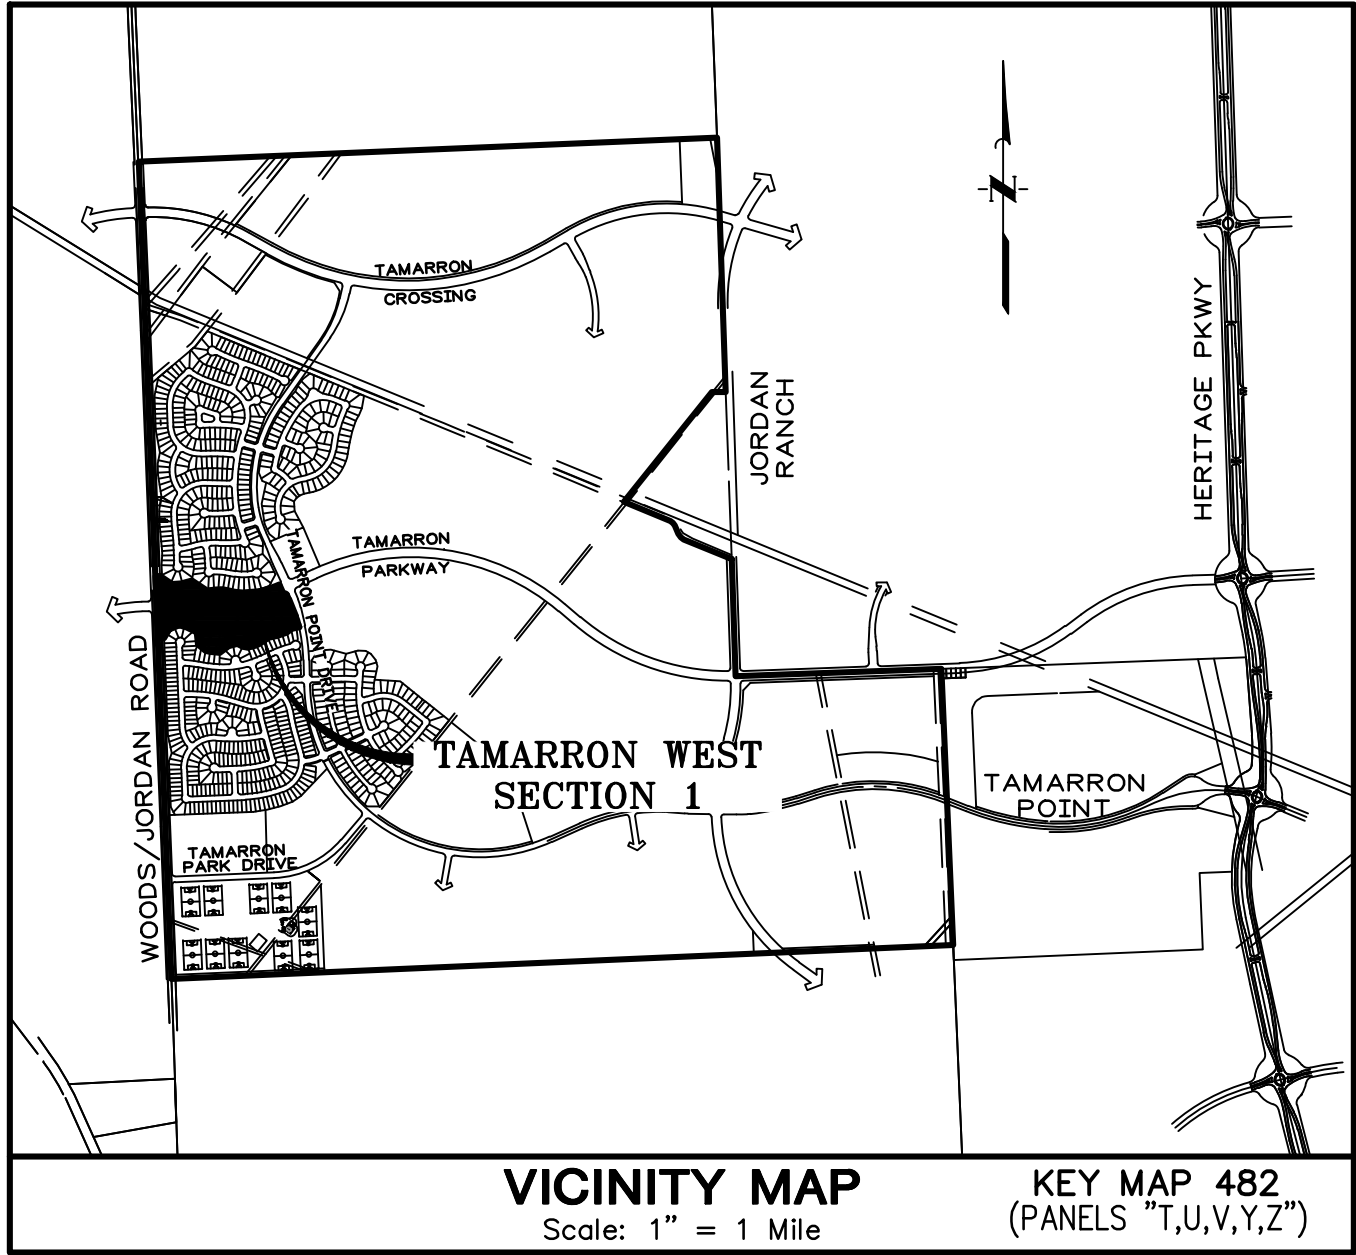 N
TAMARRON
CROSSING
HERITAGE PKWY
JORDAN
RANCH
TAMARRON
PARKWAY
TAMARRON POINT DRIVE
WOODS/JORDAN ROAD
TAMARRON WEST
SECTION 1
TAMARRON
POINT
TAMARRON
PARK DRIVE
VICINITY MAP
Scale: 1" = 1 Mile
KEY MAP 482
(PANELS "T,U,V,Y,Z")